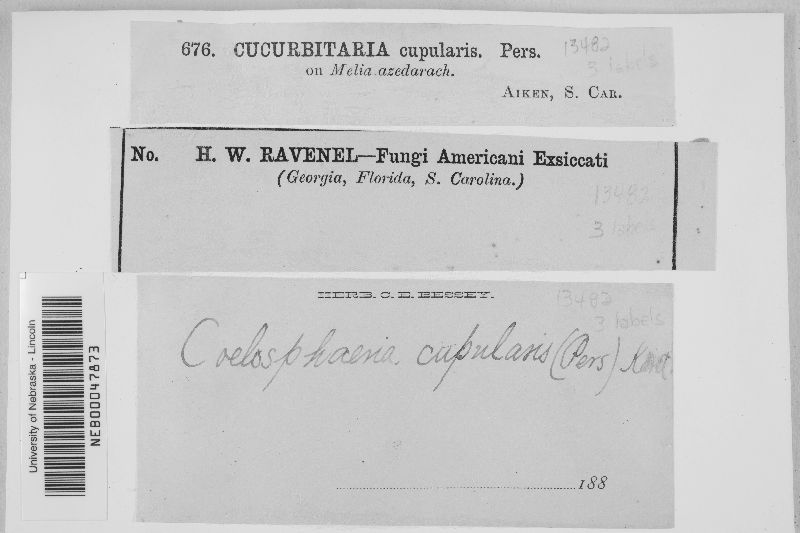 676. CUCURBITARIA cupularis. Pers.
on Melia azedarach.
AIKEN, S. CAR.
13482
3 labels
No. H. W. RAVENEL—Fungi Americani Exsiccati
(Georgia, Florida, S. Carolina.)
13482
3 labels
HERB. C. E. BESSEY.
13482
3 labels
Coelosphaeria cupularis (Pers) Karst.
188
University of Nebraska - Lincoln
NEB00047873